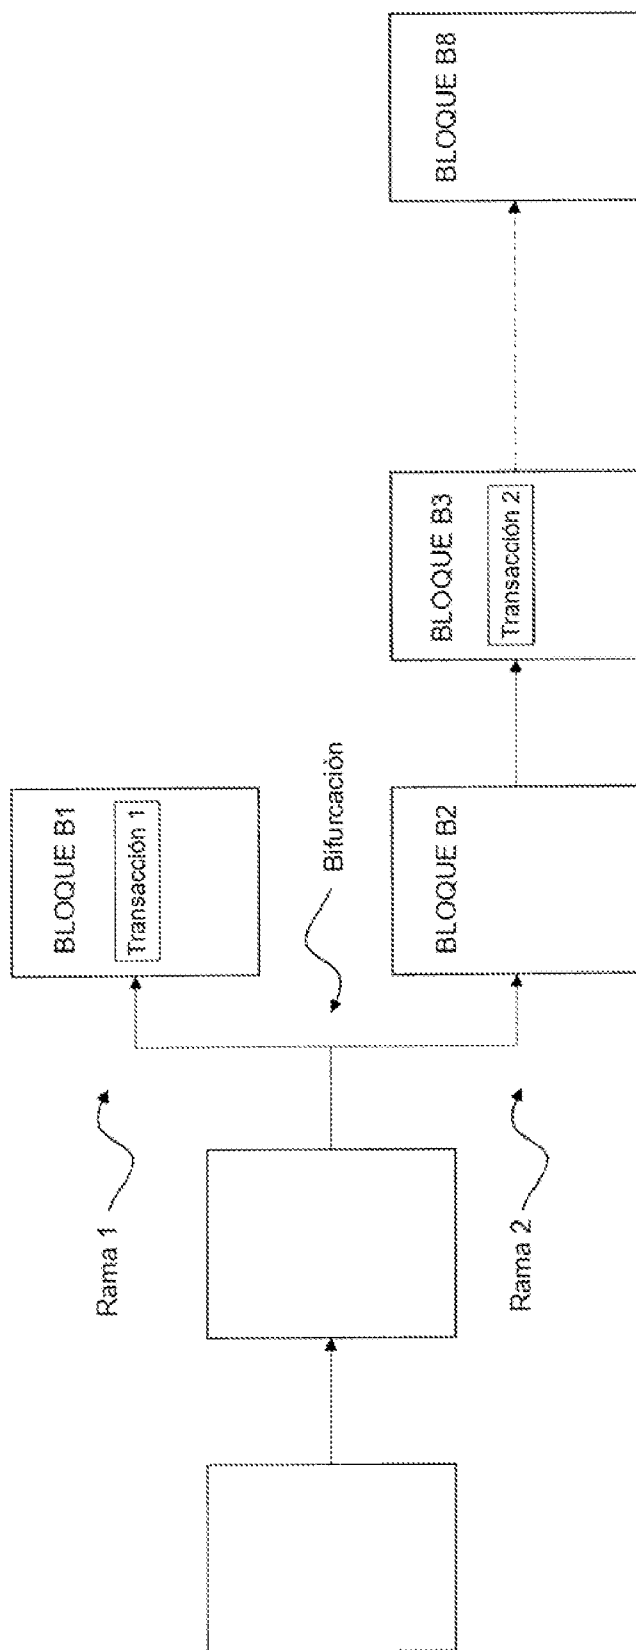 Rama 1
BLOQUE B1
Transacción 1
Bifurcación
Rama 2
BLOQUE B2
BLOQUE B3
Transacción 2
BLOQUE B8